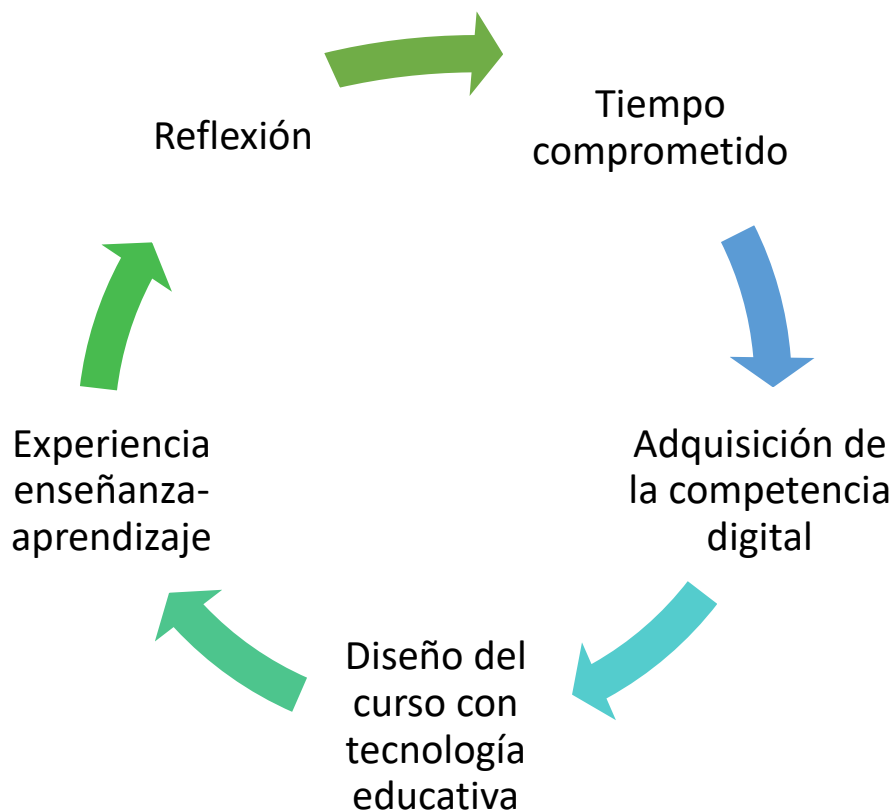 Tiempo
comprometido
Adquisición de
la competencia
digital
Diseño del
curso con
tecnología
educativa
Experiencia
enseñanza-
aprendizaje
Reflexión